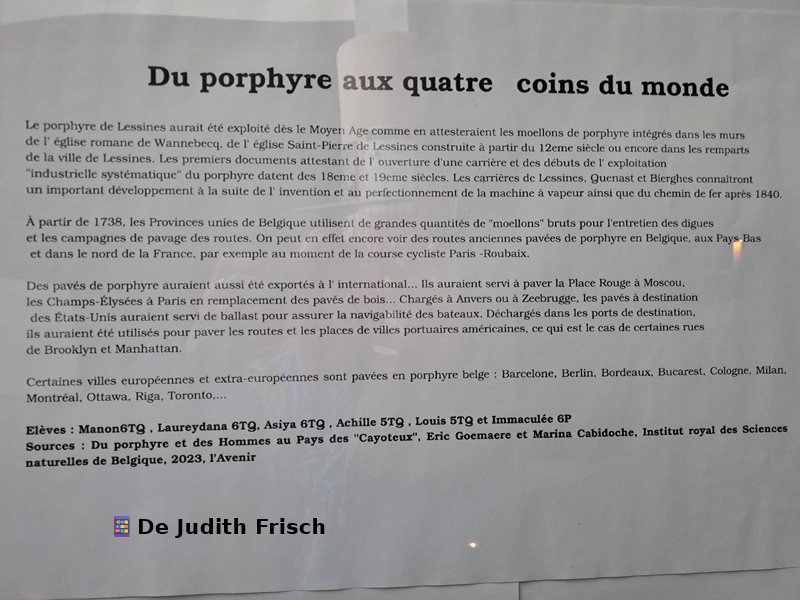 Du porphyre aux quatre coins du monde
Le porphyre de Lessines aurait été exploité dès le Moyen Age comme en attesteraient les moellons de porphyre intégrés dans les murs
de l' église romane de Wannebecq, de l' église Saint-Pierre de Lessines construite à partir du 12eme siècle ou encore dans les remparts
de la ville de Lessines. Les premiers documents attestant de l' ouverture d'une carrière et des débuts de l' exploitation
"industrielle systématique" du porphyre datent des 18eme et 19eme siècles. Les carrières de Lessines, Quenast et Bierghes connaîtront
un important développement à la suite de l' invention et au perfectionnement de la machine à vapeur ainsi que du chemin de fer après 1840.
À partir de 1738, les Provinces unies de Belgique utilisent de grandes quantités de "moellons" bruts pour l'entretien des digues
et les campagnes de pavage des routes. On peut en effet encore voir des routes anciennes pavées de porphyre en Belgique, aux Pays-Bas
et dans le nord de la France, par exemple au moment de la course cycliste Paris -Roubaix.
Des pavés de porphyre auraient aussi été exportés à l' international... Ils auraient servi à paver la Place Rouge à Moscou,
les Champs-Élysées à Paris en remplacement des pavés de bois... Chargés à Anvers ou à Zeebrugge, les pavés à destination
des États-Unis auraient servi de ballast pour assurer la navigabilité des bateaux. Déchargés dans les ports de destination,
ils auraient été utilisés pour paver les routes et les places de villes portuaires américaines, ce qui est le cas de certaines rues
de Brooklyn et Manhattan.
Certaines villes européennes et extra-européennes sont pavées en porphyre belge : Barcelone, Berlin, Bordeaux, Bucarest, Cologne, Milan,
Montréal, Ottawa, Riga, Toronto,...
Elèves : Manon6TQ , Laureydana 6TQ, Asiya 6TQ , Achille 5TQ , Louis 5TQ et Immaculée 6P
Sources : Du porphyre et des Hommes au Pays des "Cayoteux", Eric Goemaere et Marina Cabidoche, Institut royal des Sciences
naturelles de Belgique, 2023, l'Avenir
De Judith Frisch